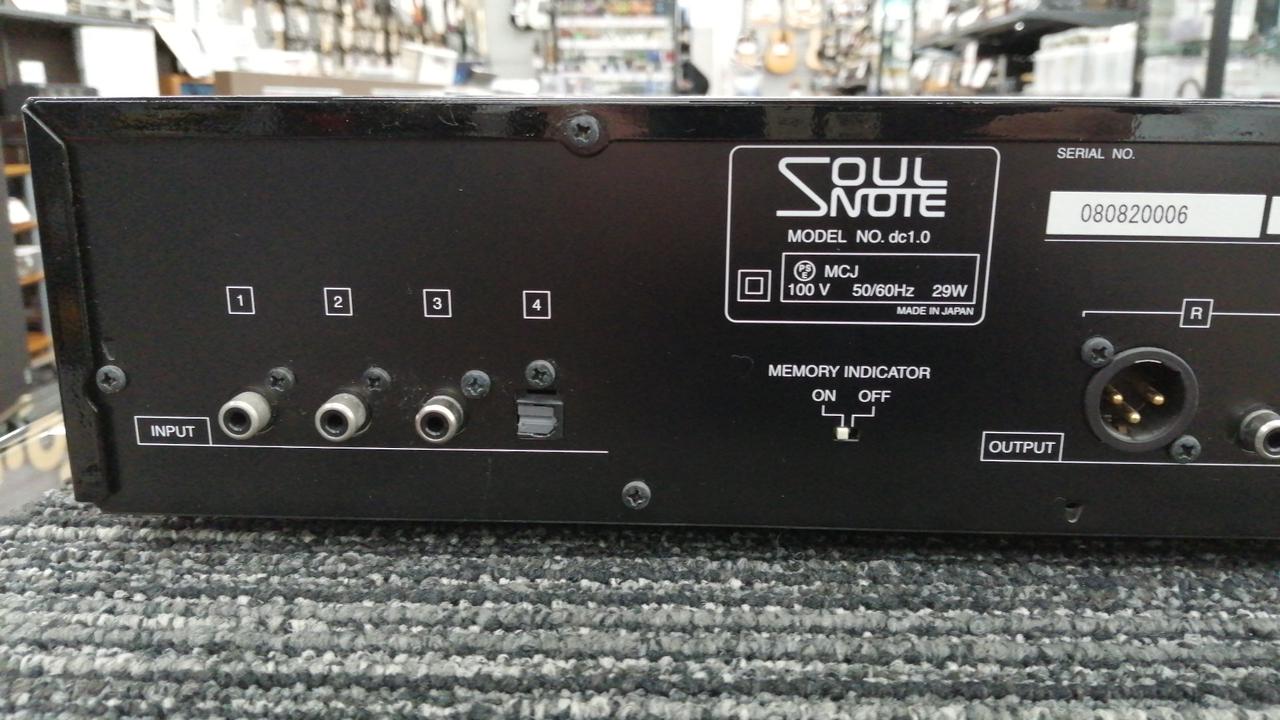 SOUL
NOTE
MODEL NO. dc1.0
PS
E
MCJ
100 V 50/60Hz 29W
MADE IN JAPAN
SERIAL NO.
080820006
1
2
3
4
INPUT
MEMORY INDICATOR
ON OFF
R
OUTPUT